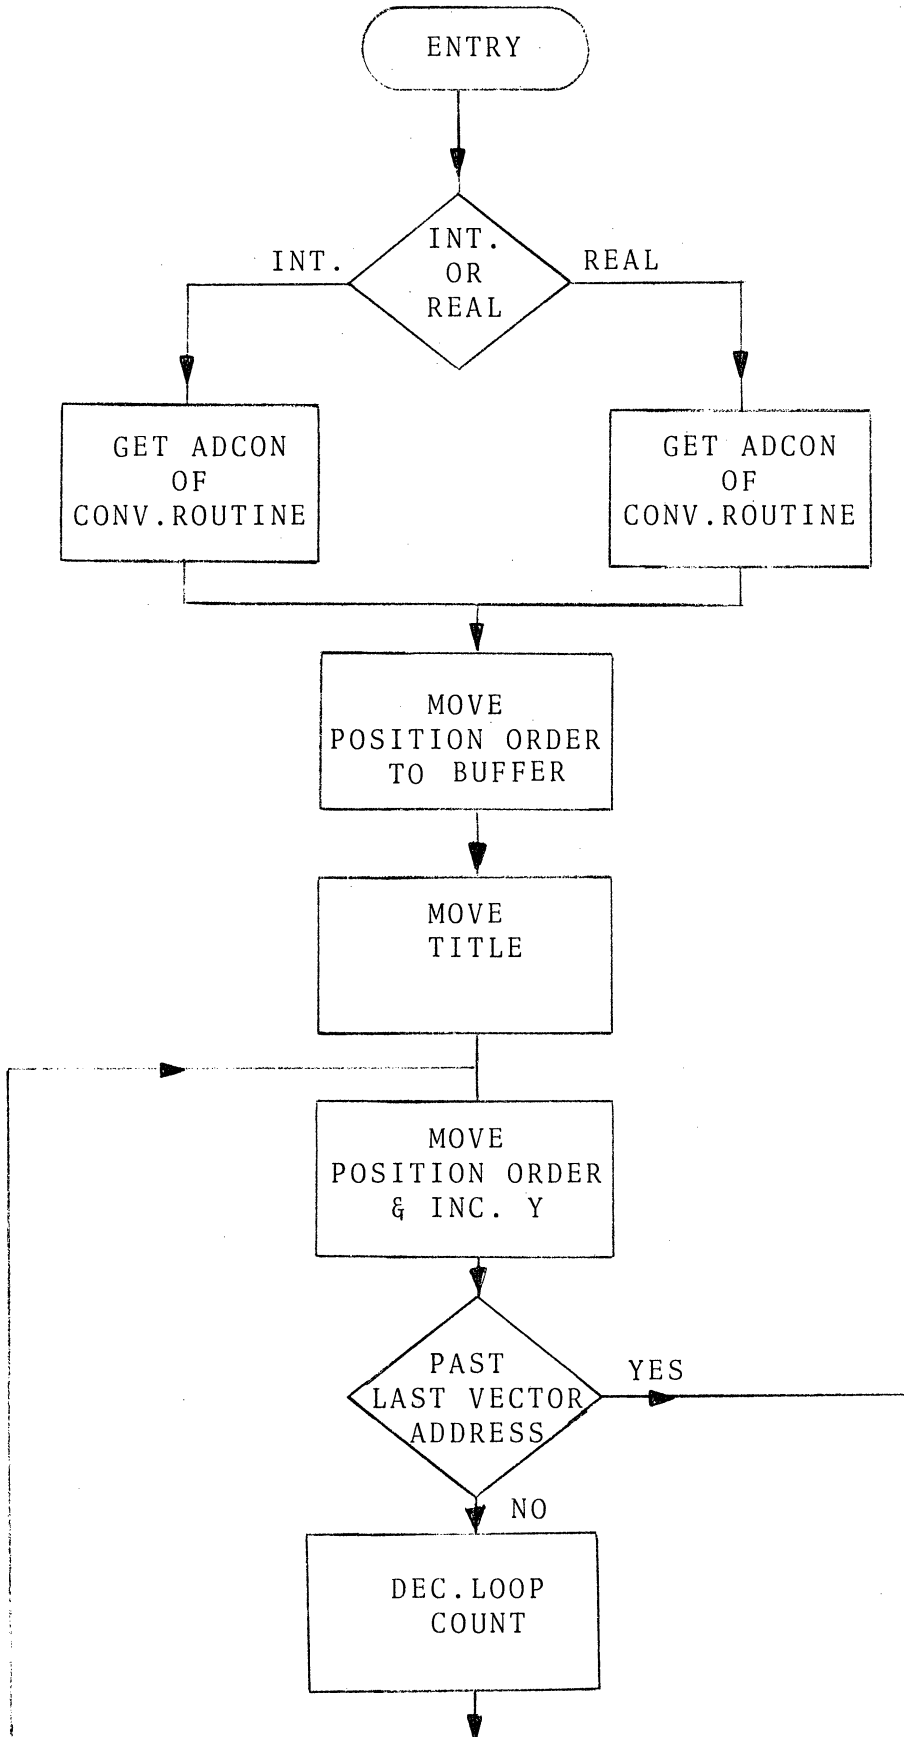 ENTRY
INT.
INT.
OR
REAL
REAL
GET ADCON
OF
CONV.ROUTINE
GET ADCON
OF
CONV.ROUTINE
MOVE
POSITION ORDER
TO BUFFER
MOVE
TITLE
MOVE
POSITION ORDER
& INC. Y
PAST
LAST VECTOR
ADDRESS
YES
NO
DEC.LOOP
COUNT